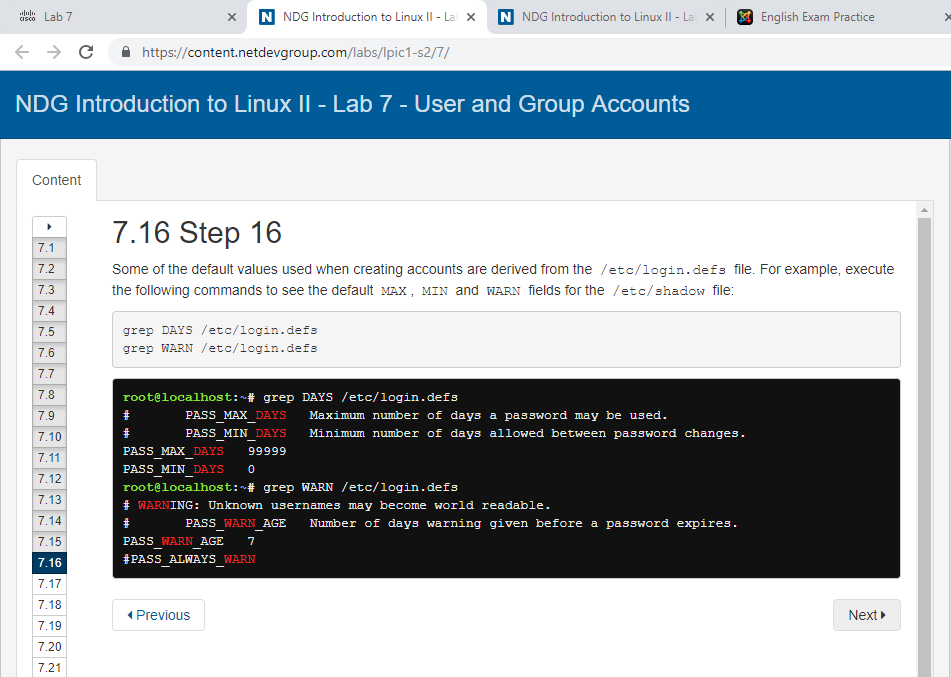 Lab 7
NDG Introduction to Linux II - La
NDG Introduction to Linux II - La
English Exam Practice
https://content.netdevgroup.com/labs/lpic1-s2/7/
NDG Introduction to Linux II - Lab 7 - User and Group Accounts
Content
7.1
7.2
7.3
7.4
7.5
7.6
7.7
7.8
7.9
7.10
7.11
7.12
7.13
7.14
7.15
7.16
7.17
7.18
7.19
7.20
7.21
7.16 Step 16
Some of the default values used when creating accounts are derived from the /etc/login.defs file. For example, execute
the following commands to see the default MAX, MIN and WARN fields for the /etc/shadow file:
grep DAYS /etc/login.defs
grep WARN /etc/login.defs
root@localhost:~# grep DAYS /etc/login.defs
#       PASS_MAX_DAYS   Maximum number of days a password may be used.
#       PASS_MIN_DAYS   Minimum number of days allowed between password changes.
PASS_MAX_DAYS   99999
PASS_MIN_DAYS   0
root@localhost:~# grep WARN /etc/login.defs
# WARNING: Unknown usernames may become world readable.
#       PASS_WARN_AGE   Number of days warning given before a password expires.
PASS_WARN_AGE   7
#PASS_ALWAYS_WARN
Previous
Next